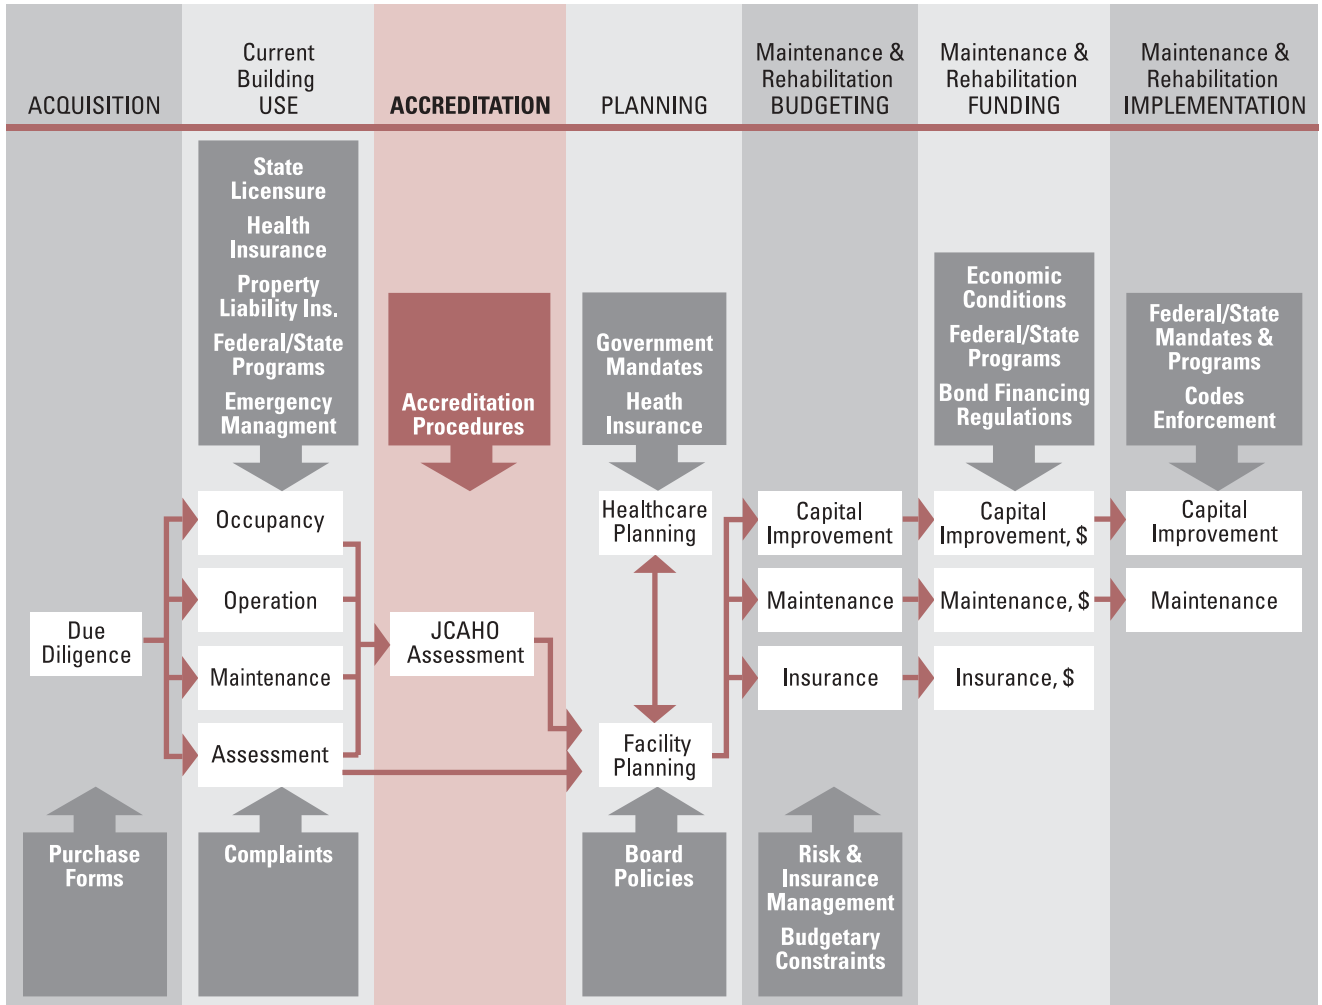 ACQUISITION
Current
Building
USE
ACCREDITATION
PLANNING
Maintenance &
Rehabilitation
BUDGETING
Maintenance &
Rehabilitation
FUNDING
Maintenance &
Rehabilitation
IMPLEMENTATION
State
Licensure
Health
Insurance
Property
Liability Ins.
Federal/State
Programs
Emergency
Managment
Accreditation
Procedures
Government
Mandates
Heath
Insurance
Economic
Conditions
Federal/State
Programs
Bond Financing
Regulations
Federal/State
Mandates &
Programs
Codes
Enforcement
Due
Diligence
Occupancy
Operation
Maintenance
Assessment
JCAHO
Assessment
Healthcare
Planning
Facility
Planning
Capital
Improvement
Maintenance
Insurance
Capital
Improvement, $
Maintenance, $
Insurance, $
Capital
Improvement
Maintenance
Purchase
Forms
Complaints
Board
Policies
Risk &
Insurance
Management
Budgetary
Constraints